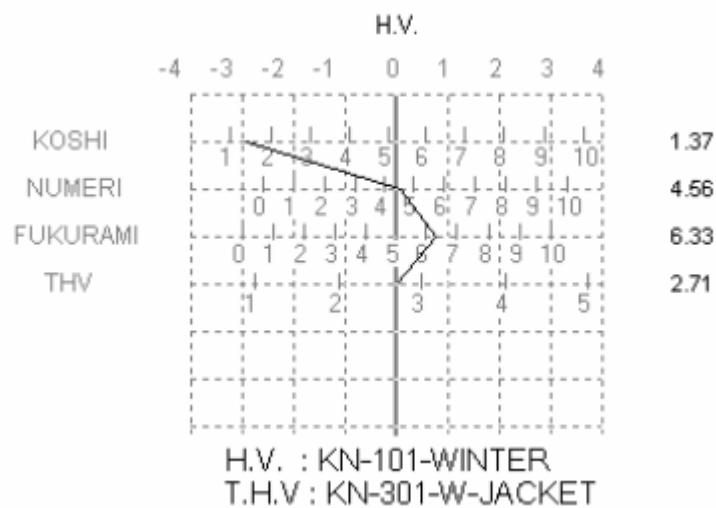 H.V.
-4 -3 -2 -1 0 1 2 3 4
KOSHI 1 2 3 4 5 6 7 8 9 10 1.37
NUMERI 0 1 2 3 4 5 6 7 8 9 10 4.56
FUKURAMI 0 1 2 3 4 5 6 7 8 9 10 6.33
THV 1 2 3 4 5 2.71
H.V. : KN-101-WINTER
T.H.V : KN-301-W-JACKET